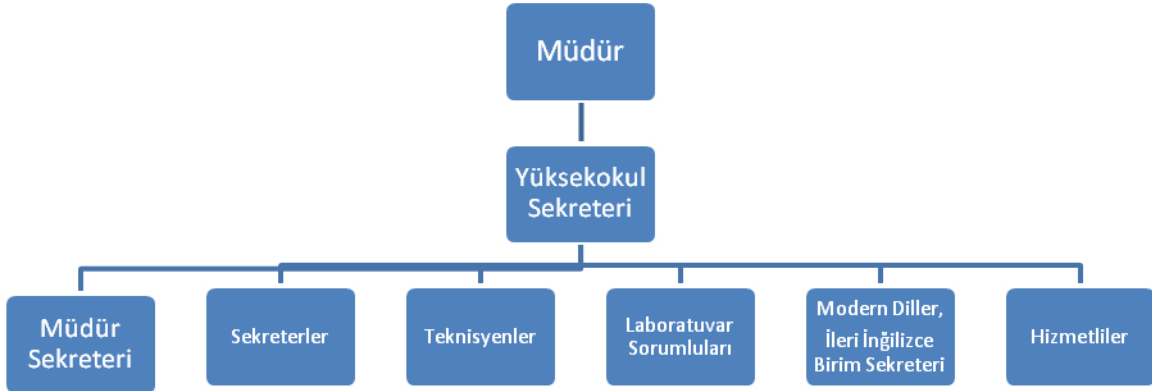 Müdür
Yüksekokul
Sekreteri
Müdür
Sekreteri
Sekreterler
Teknisyenler
Laboratuvar
Sorumluları
Modern Diller,
İleri İngilizce
Birim Sekreteri
Hizmetliler